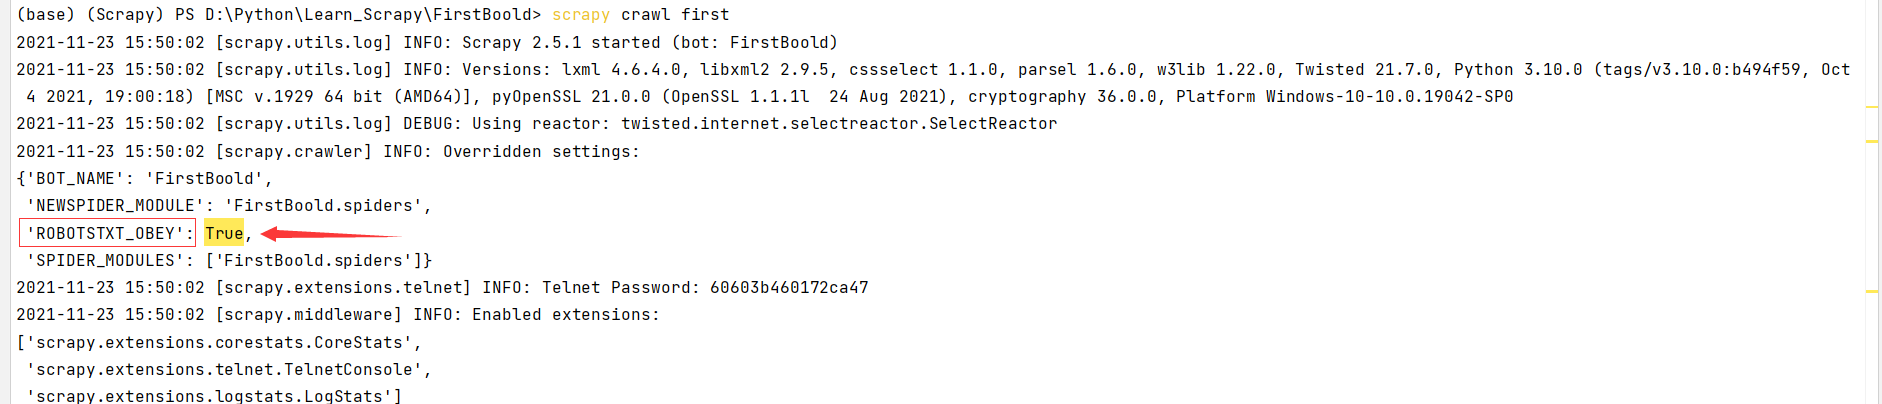 (base) (Scrapy) PS D:\Python\Learn_Scrapy\FirstBoold> scrapy crawl first
2021-11-23 15:50:02 [scrapy.utils.log] INFO: Scrapy 2.5.1 started (bot: FirstBoold)
2021-11-23 15:50:02 [scrapy.utils.log] INFO: Versions: lxml 4.6.4.0, libxml2 2.9.5, cssselect 1.1.0, parsel 1.6.0, w3lib 1.22.0, Twisted 21.7.0, Python 3.10.0 (tags/v3.10.0:b494f59, Oct
 4 2021, 19:00:18) [MSC v.1929 64 bit (AMD64)], pyOpenSSL 21.0.0 (OpenSSL 1.1.1l  24 Aug 2021), cryptography 36.0.0, Platform Windows-10-10.0.19042-SP0
2021-11-23 15:50:02 [scrapy.utils.log] DEBUG: Using reactor: twisted.internet.selectreactor.SelectReactor
2021-11-23 15:50:02 [scrapy.crawler] INFO: Overridden settings:
{'BOT_NAME': 'FirstBoold',
 'NEWSPIDER_MODULE': 'FirstBoold.spiders',
 'ROBOTSTXT_OBEY': True,
 'SPIDER_MODULES': ['FirstBoold.spiders']}
2021-11-23 15:50:02 [scrapy.extensions.telnet] INFO: Telnet Password: 60603b460172ca47
2021-11-23 15:50:02 [scrapy.middleware] INFO: Enabled extensions:
['scrapy.extensions.corestats.CoreStats',
 'scrapy.extensions.telnet.TelnetConsole',
 'scrapy.extensions.logstats.LogStats']